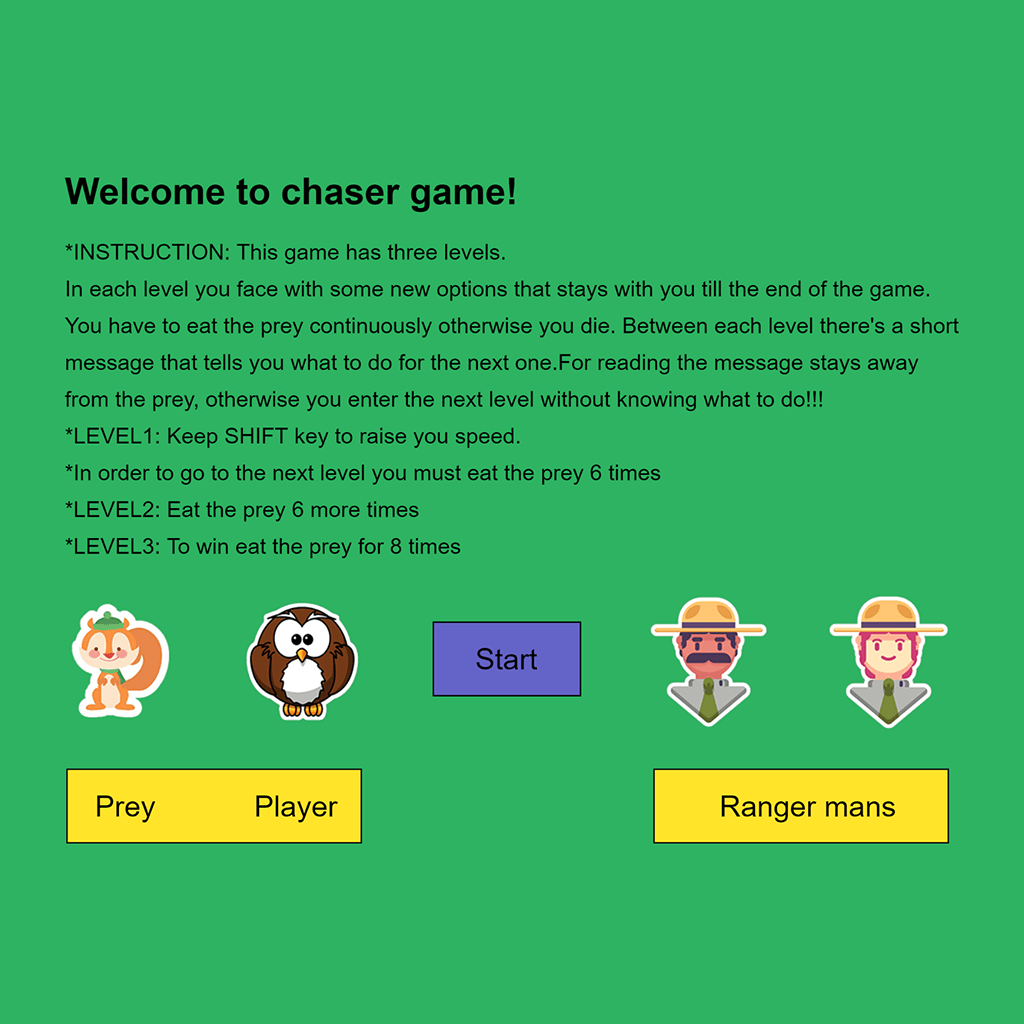 Welcome to chaser game!
*INSTRUCTION: This game has three levels.
In each level you face with some new options that stays with you till the end of the game.
You have to eat the prey continuously otherwise you die. Between each level there's a short
message that tells you what to do for the next one.For reading the message stays away
from the prey, otherwise you enter the next level without knowing what to do!!!
*LEVEL1: Keep SHIFT key to raise you speed.
*In order to go to the next level you must eat the prey 6 times
*LEVEL2: Eat the prey 6 more times
*LEVEL3: To win eat the prey for 8 times
Start
Prey
Player
Ranger mans